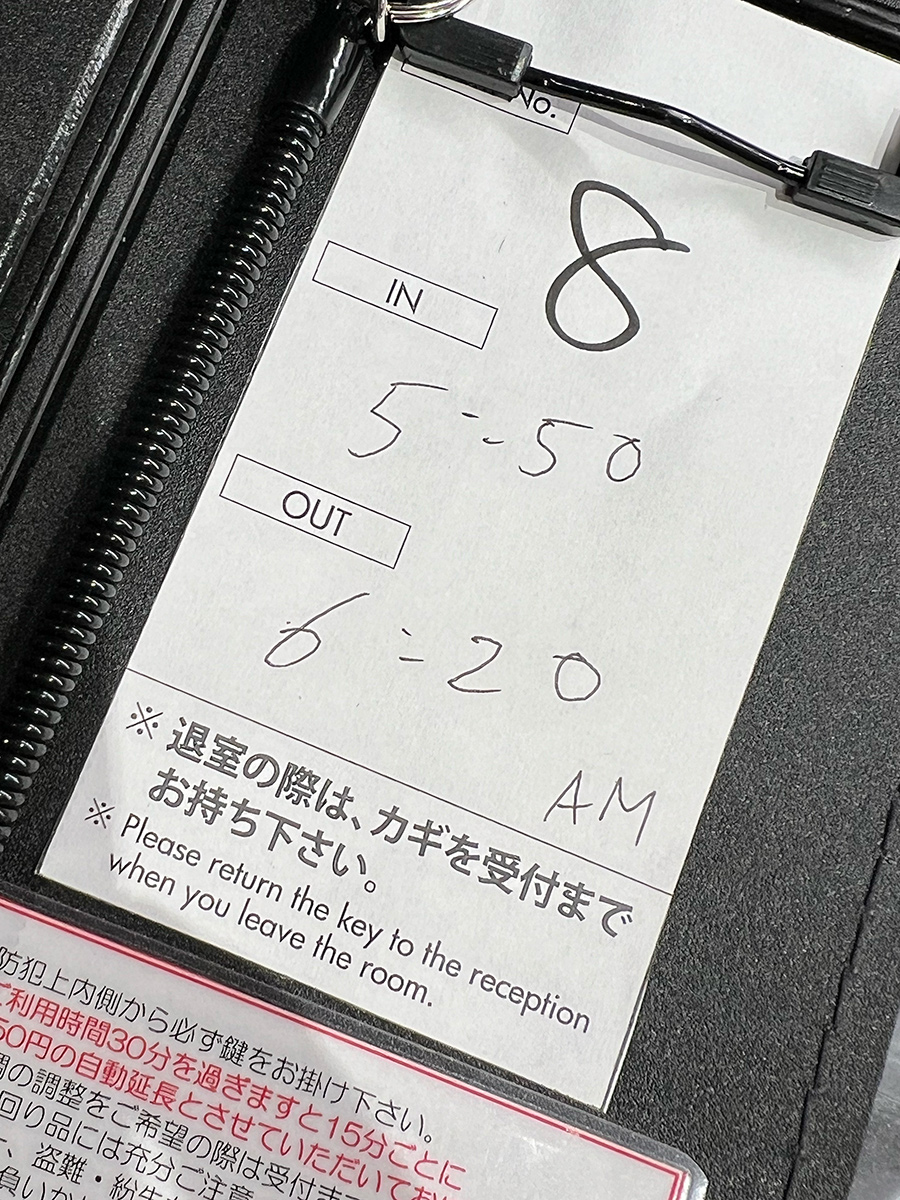 No.
8
IN
5:50
OUT
6:20
AM
※ 退室の際は、カギを受付まで
お持ち下さい。
※ Please return the key to the reception
when you leave the room.
防犯上内側から必ず鍵をお掛け下さい。
ご利用時間30分を過ぎますと15分ごとに
50円の自動延長とさせていただいてお
調の調整をご希望の際は受付ま
回り品には充分ご注意
、盗難・紛失
負いか